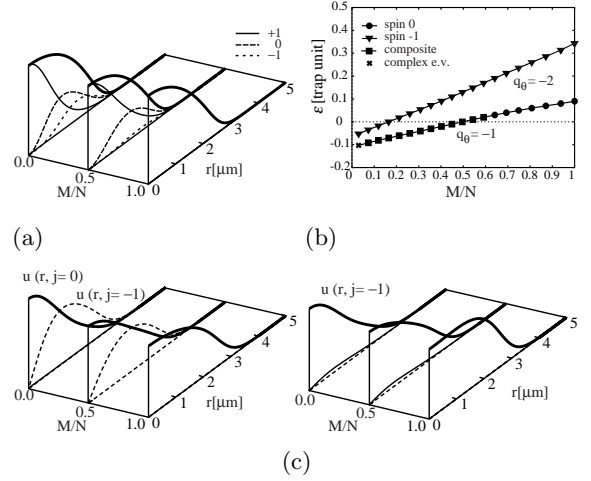 +1
0
−1
5
4
3
2
1
0
r[μm]
0.0
0.5
1.0
M/N
(a)
ε [trap unit]
0.5
0.4
0.3
0.2
0.1
0
-0.1
-0.2
spin 0
spin -1
composite
complex e.v.
qθ= −2
qθ= −1
0 0.1 0.2 0.3 0.4 0.5 0.6 0.7 0.8 0.9 1
M/N
(b)
u (r, j= 0)
u (r, j= −1)
5
4
3
2
1
0
r[μm]
0.0
0.5
1.0
M/N
u (r, j= −1)
5
4
3
2
1
0
r[μm]
0.0
0.5
1.0
M/N
(c)